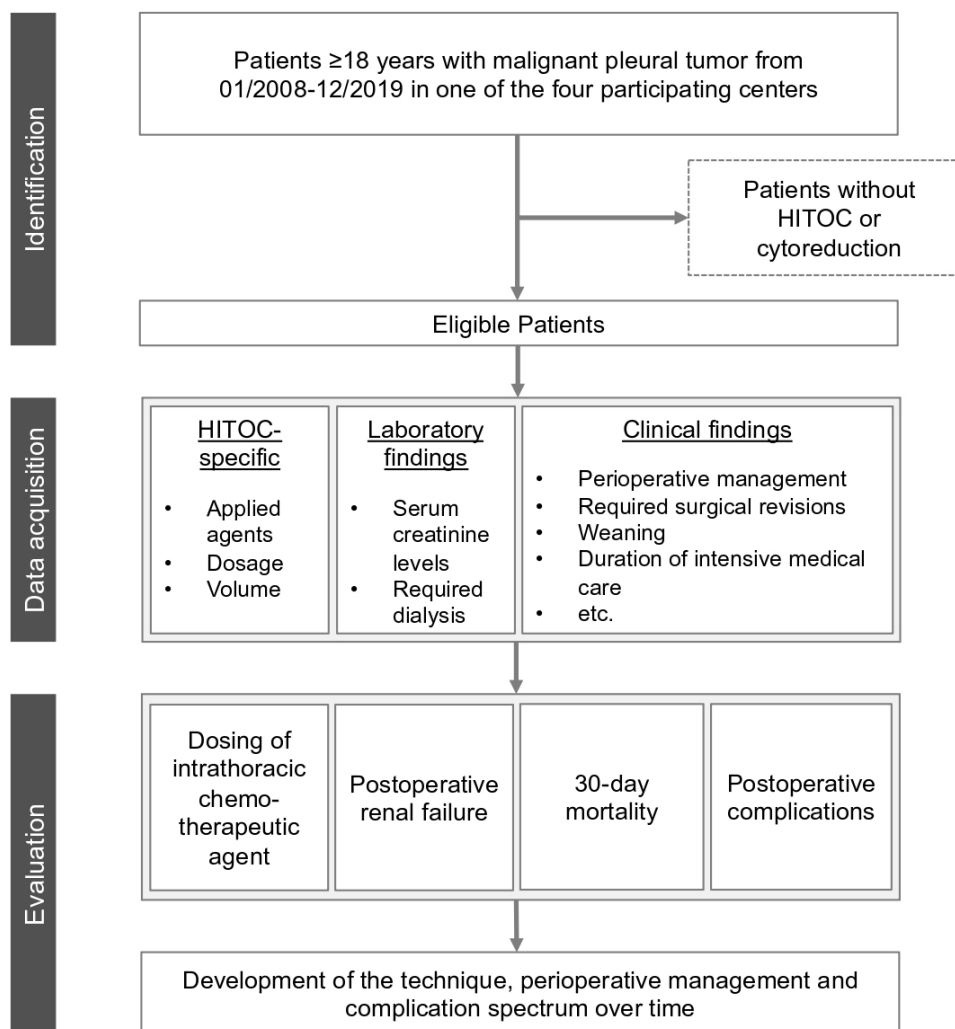 Identification
Patients ≥18 years with malignant pleural tumor from
01/2008-12/2019 in one of the four participating centers
Patients without
HITOC or
cytoreduction
Eligible Patients
Data acquisition
HITOC-
specific
• Applied
agents
• Dosage
• Volume
Laboratory
findings
• Serum
creatinine
levels
• Required
dialysis
Clinical findings
• Perioperative management
• Required surgical revisions
• Weaning
• Duration of intensive medical
care
• etc.
Evaluation
Dosing of
intrathoracic
chemo-
therapeutic
agent
Postoperative
renal failure
30-day
mortality
Postoperative
complications
Development of the technique, perioperative management and
complication spectrum over time